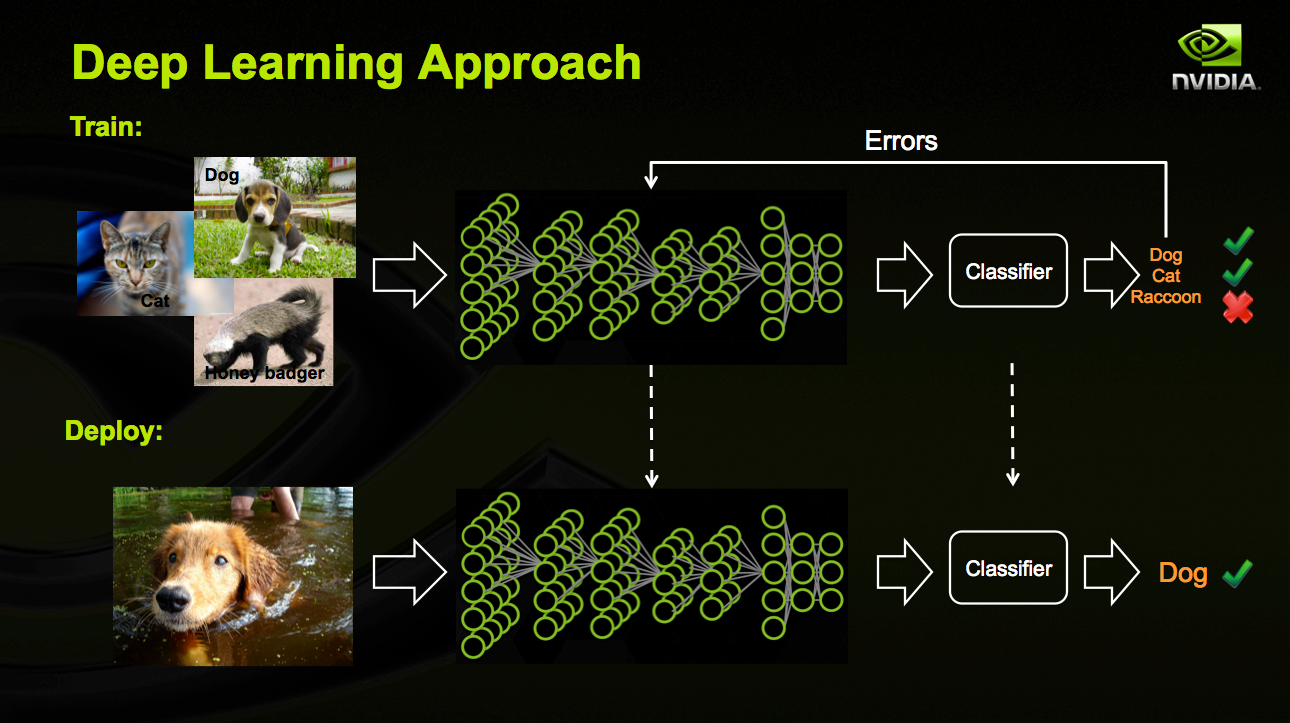 Deep Learning Approach
NVIDIA.
Train:
Errors
Dog
Cat
Honey badger
Classifier
Dog
Cat
Raccoon
Deploy:
Classifier
Dog